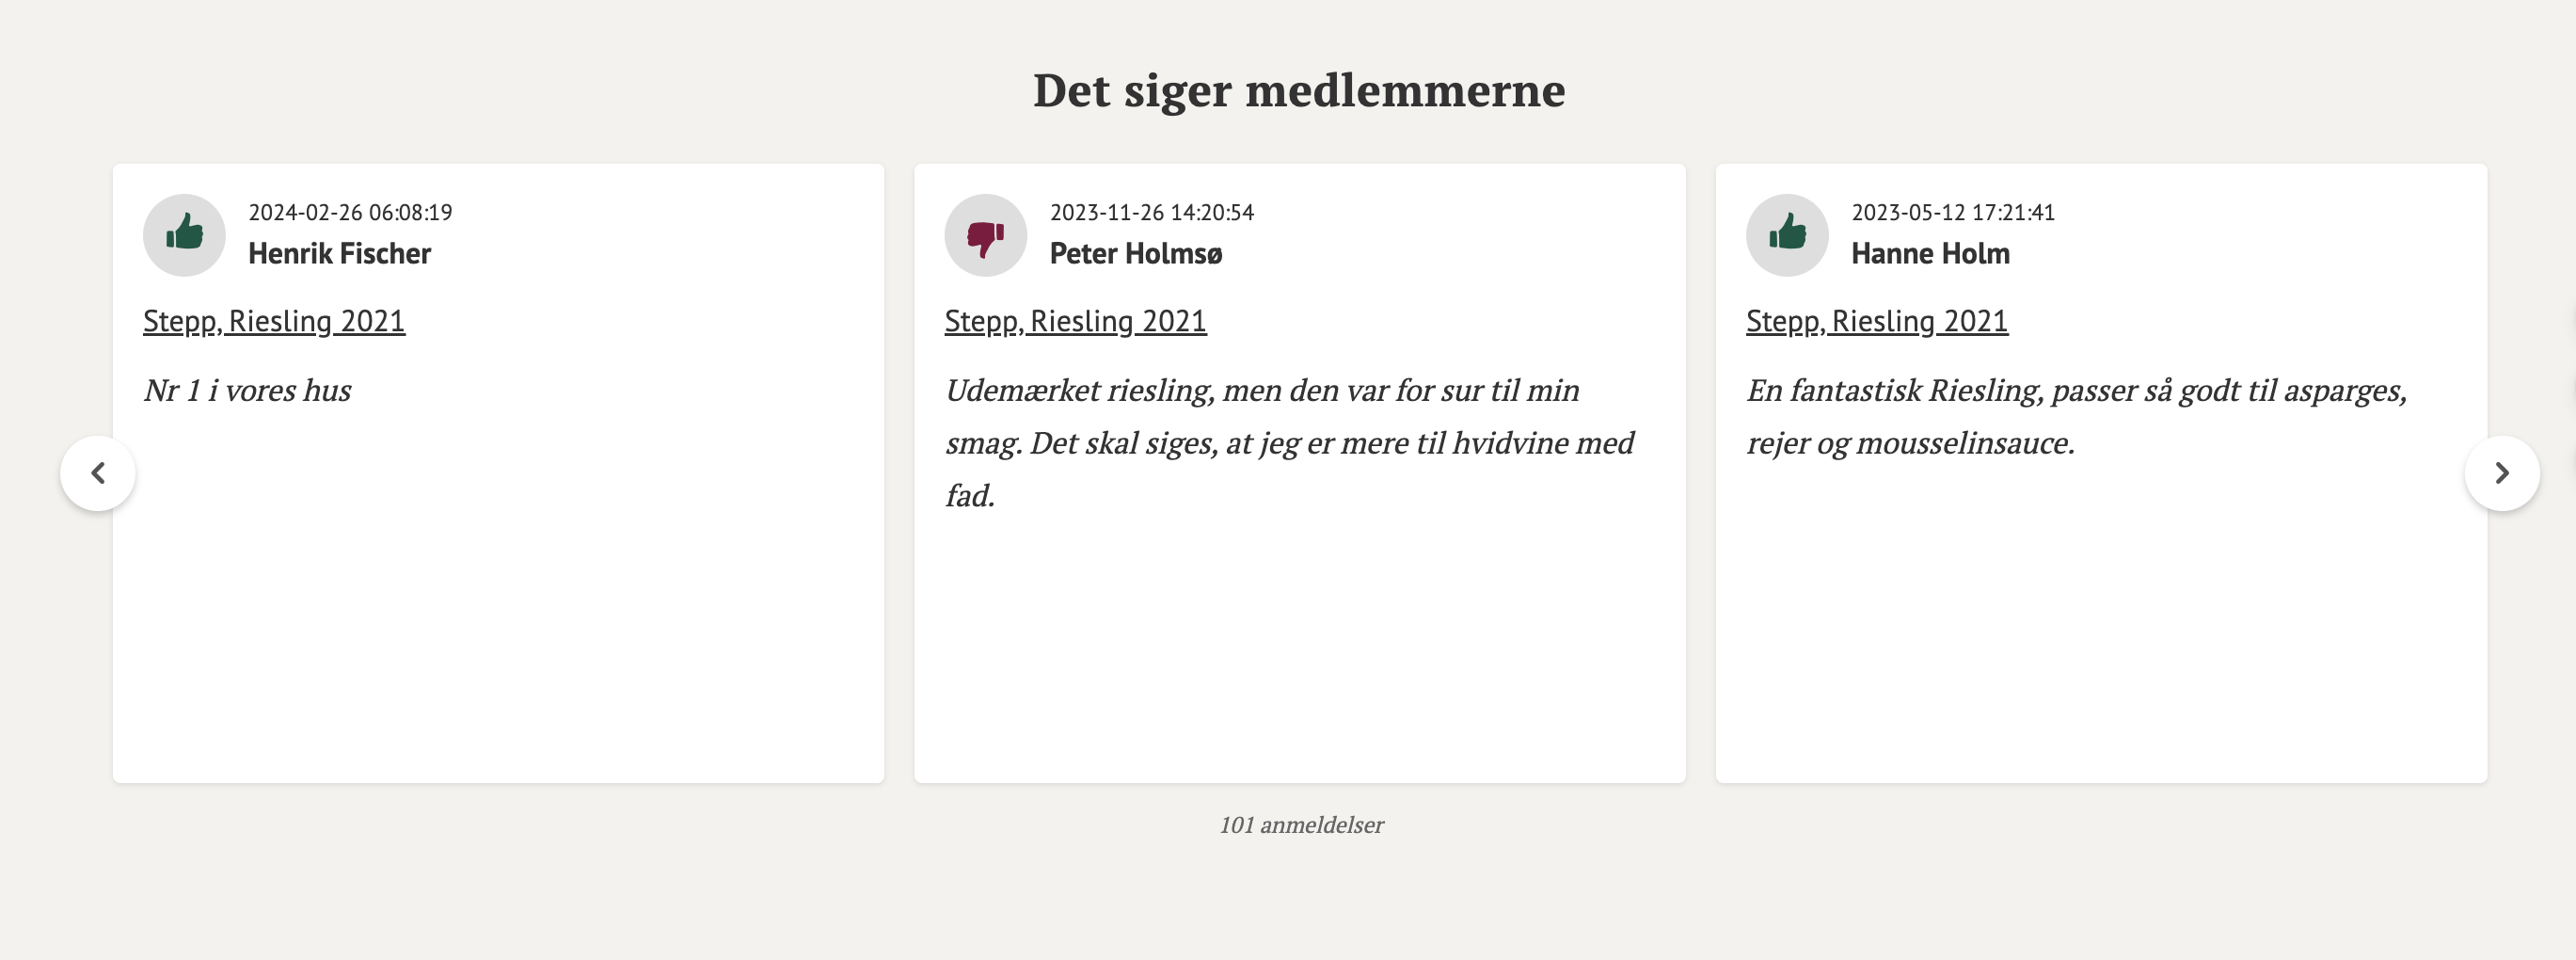 Det siger medlemmerne
2024-02-26 06:08:19
Henrik Fischer
Stepp, Riesling 2021
Nr 1 i vores hus
2023-11-26 14:20:54
Peter Holmsø
Stepp, Riesling 2021
Udemærket riesling, men den var for sur til min
smag. Det skal siges, at jeg er mere til hvidvine med
fad.
2023-05-12 17:21:41
Hanne Holm
Stepp, Riesling 2021
En fantastisk Riesling, passer så godt til asparges,
rejer og mousselinsauce.
101 anmeldelser